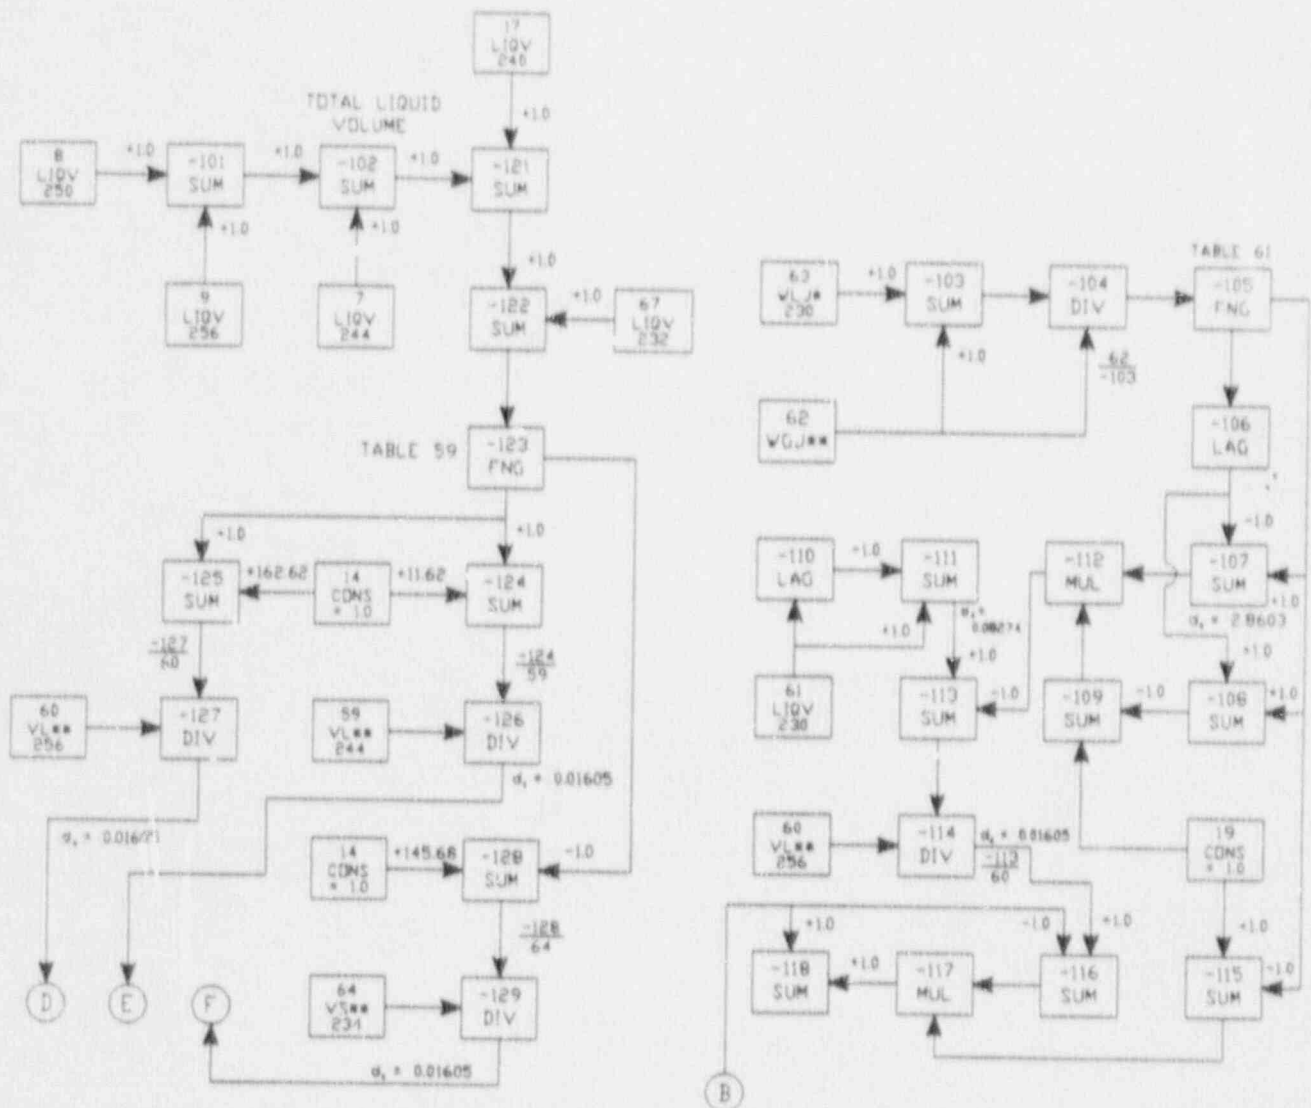 17
LIQV
240
TOTAL LIQUID
VOLUME
+1.0
8
LIQV
250
+1.0
-101
SUM
+1.0
-102
SUM
+1.0
-121
SUM
+1.0
+1.0
9
LIQV
256
7
LIQV
244
+1.0
-122
SUM
+1.0
67
LIQV
232
TABLE 59
-123
FNG
+1.0
+1.0
-125
SUM
+162.62
14
CONS
= 1.0
+11.62
-124
SUM
-127
60
-124
59
60
VL**
256
-127
DIV
59
VL**
244
-126
DIV
= 0.01605
14
CONS
= 1.0
+145.68
-128
SUM
-1.0
-128
64
64
VS**
-129
DIV
D
E
F
= 0.01605
TABLE 61
63
WLJ*
230
+1.0
-103
SUM
-104
DIV
-105
FNG
+1.0
62
-103
62
WGJ**
-106
LAG
-1.0
-110
LAG
-1.0
-111
SUM
-112
MUL
-107
SUM
+1.0
= 2.8603
+1.0
+1.0
+1.0
61
LIQV
230
-113
SUM
-1.0
-109
SUM
-1.0
-108
SUM
+1.0
60
VL**
256
-114
DIV
= 0.01605
-113
60
19
CONS
= 1.0
+1.0
-1.0
+1.0
+1.0
-118
SUM
+1.0
-117
MUL
-116
SUM
-115
SUM
-1.0
B